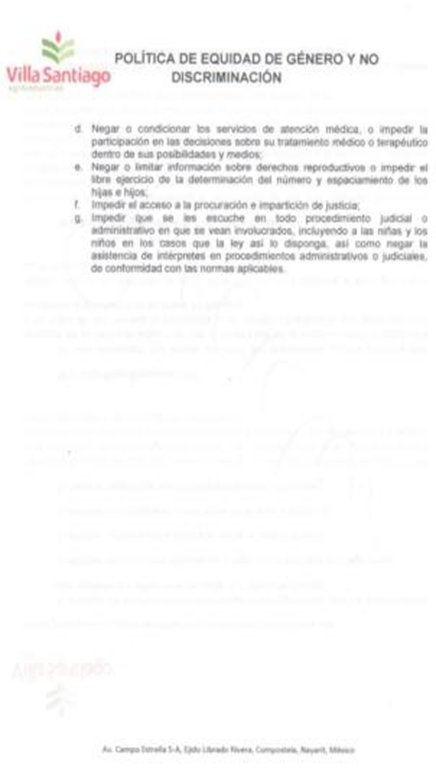 Villa Santiago
POLÍTICA DE EQUIDAD DE GÉNERO Y NO
DISCRIMINACIÓN
d. Negar o condicionar los servicios de atención médica, o impedir la
participación en las decisiones sobre su tratamiento médico o terapéutico
dentro de sus posibilidades y medios;
e. Negar o limitar información sobre derechos reproductivos o impedir el
libre ejercicio de la determinación del número y espaciamiento de los
hijas e hijos;
f. Impedir el acceso a la procuración e impartición de justicia;
g. Impedir que se les escuche en todo procedimiento judicial o
administrativo en que se vean involucrados, incluyendo a las niñas y los
niños en los casos que la ley así lo disponga, así como negar la
asistencia de intérpretes en procedimientos administrativos o judiciales,
de conformidad con las normas aplicables.
Av. Campo Estrella S-A, Ejido Librado Rivera, Compostela, Nayarit, México